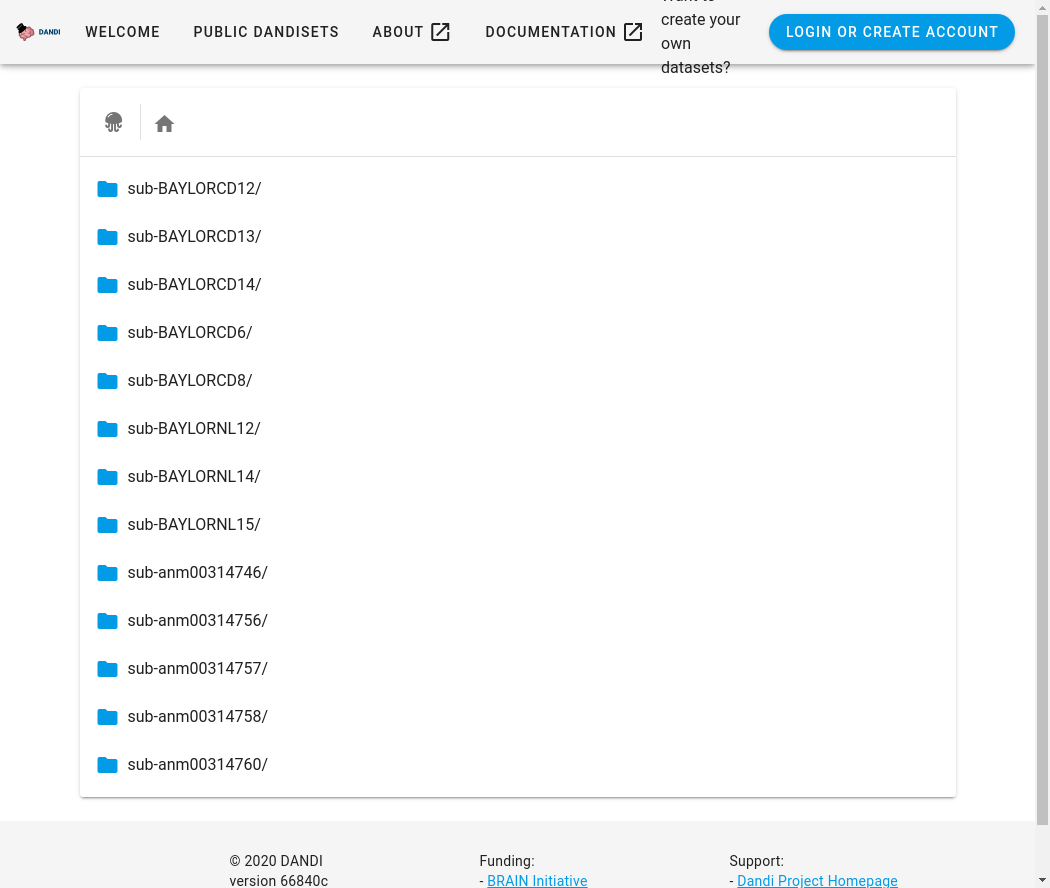 DANDI WELCOME PUBLIC DANDISETS ABOUT DOCUMENTATION
create your
own
datasets?
LOGIN OR CREATE ACCOUNT
sub-BAYLORCD12/
sub-BAYLORCD13/
sub-BAYLORCD14/
sub-BAYLORCD6/
sub-BAYLORCD8/
sub-BAYLORNL12/
sub-BAYLORNL14/
sub-BAYLORNL15/
sub-anm00314746/
sub-anm00314756/
sub-anm00314757/
sub-anm00314758/
sub-anm00314760/
© 2020 DANDI
version 66840c
Funding:
- BRAIN Initiative
Support:
- Dandi Project Homepage